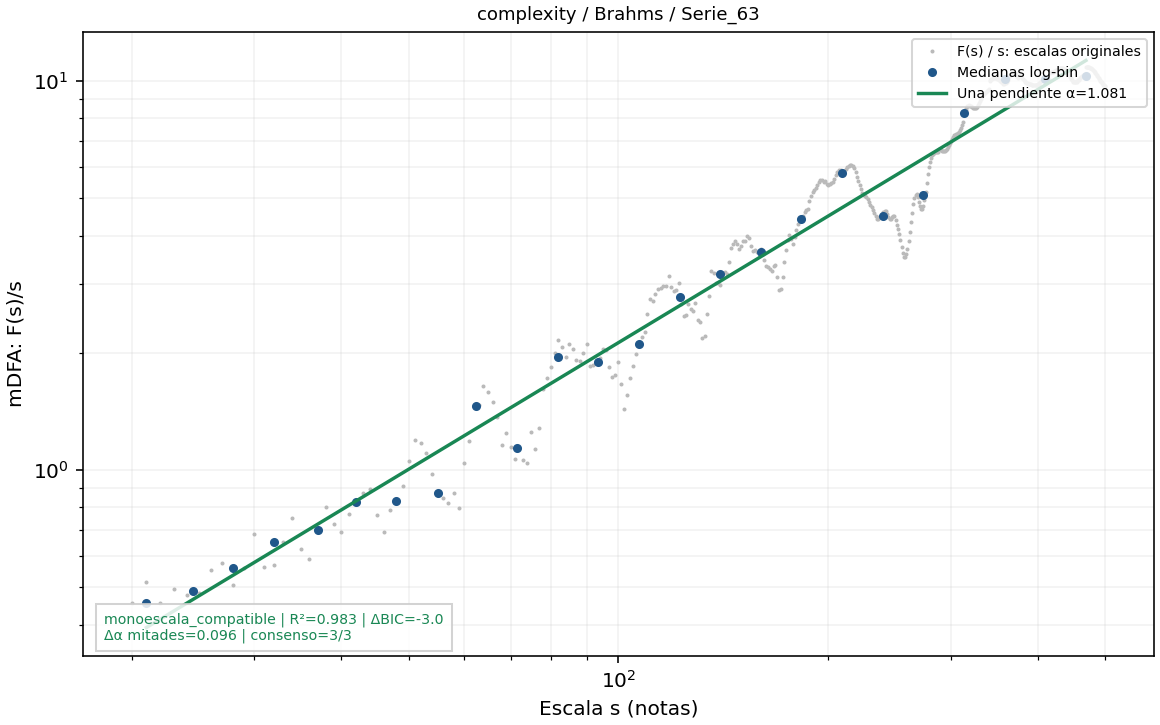 complexity / Brahms / Serie_63
F(s) / s: escalas originales
Medianas log-bin
Una pendiente α=1.081
10¹
10⁰
mDFA: F(s)/s
monoescala_compatible | R²=0.983 | ΔBIC=-3.0
Δα mitades=0.096 | consenso=3/3
10²
Escala s (notas)